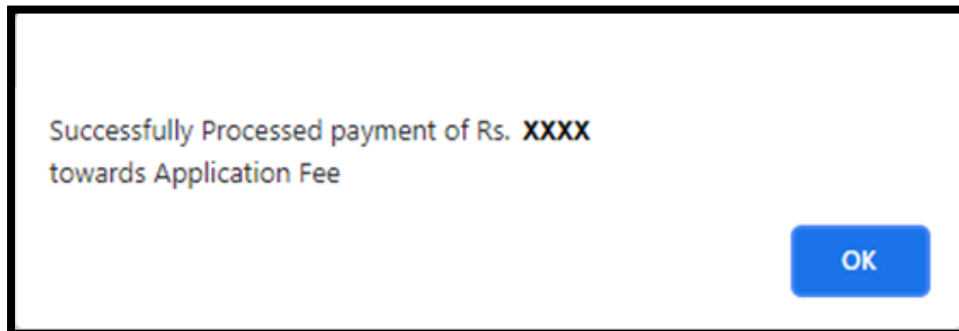 Successfully Processed payment of Rs. XXXX
towards Application Fee
OK